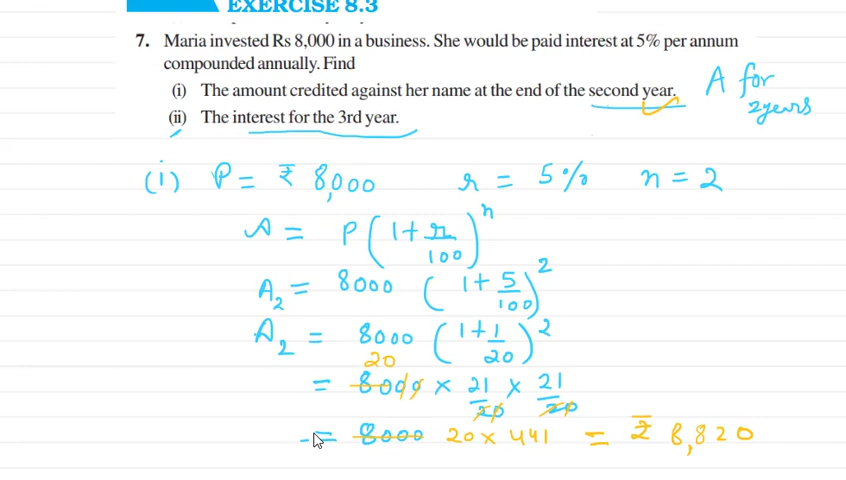 EXERCISE 8.3
7. Maria invested Rs 8,000 in a business. She would be paid interest at 5% per annum
compounded annually. Find
(i) The amount credited against her name at the end of the second year.
(ii) The interest for the 3rd year.
A for
2years
(i) P = ₹ 8,000 r = 5% n = 2
A = P(1+r/100)^n
A₂ = 8000 (1+5/100)^2
A₂ = 8000 (1+1/20)^2
20
= 8000 × 21/20 × 21/20
= 8000 20 × 441 = ₹ 8,820